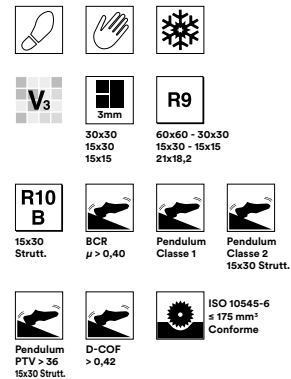 V3
3mm
30x30
15x30
15x15
R9
60x60 - 30x30
15x30 - 15x15
21x18,2
R10
B
15x30
Strutt.
BCR
μ > 0,40
Pendulum
Classe 1
Pendulum
Classe 2
15x30 Strutt.
Pendulum
PTV > 36
15x30 Strutt.
D-COF
> 0,42
ISO 10545-6
≤ 175 mm³
Conforme